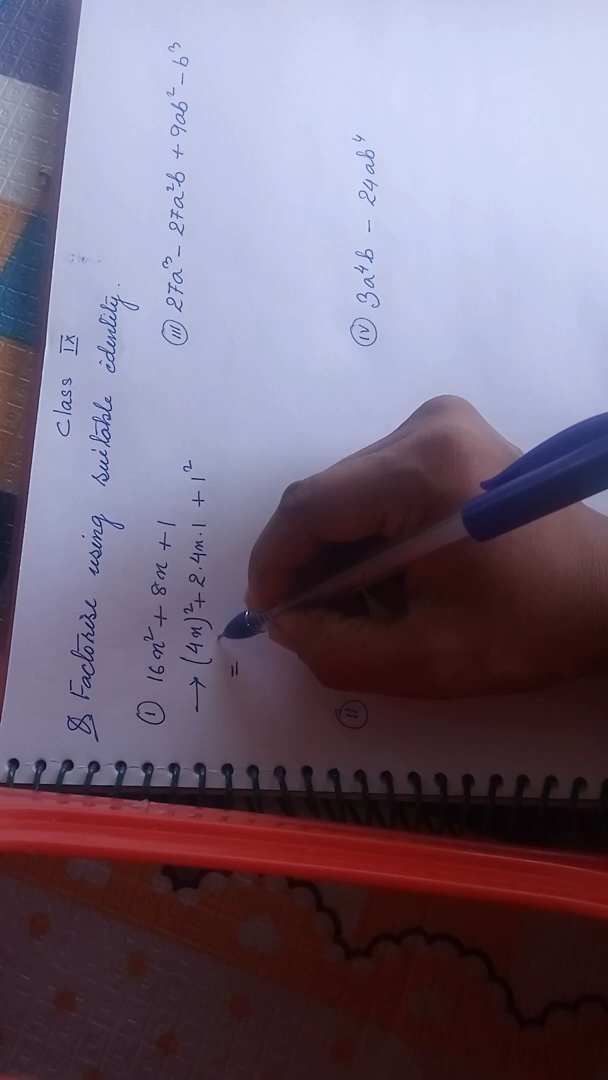 Class IX
Q Factorise using suitable identity.
(i) 16x² + 8x + 1
→ (4x)² + 2·4x·1 + 1²
=
(ii)
(iii) 27a³ - 27a²b + 9ab² - b³
(iv) 3a⁴b - 24ab⁴